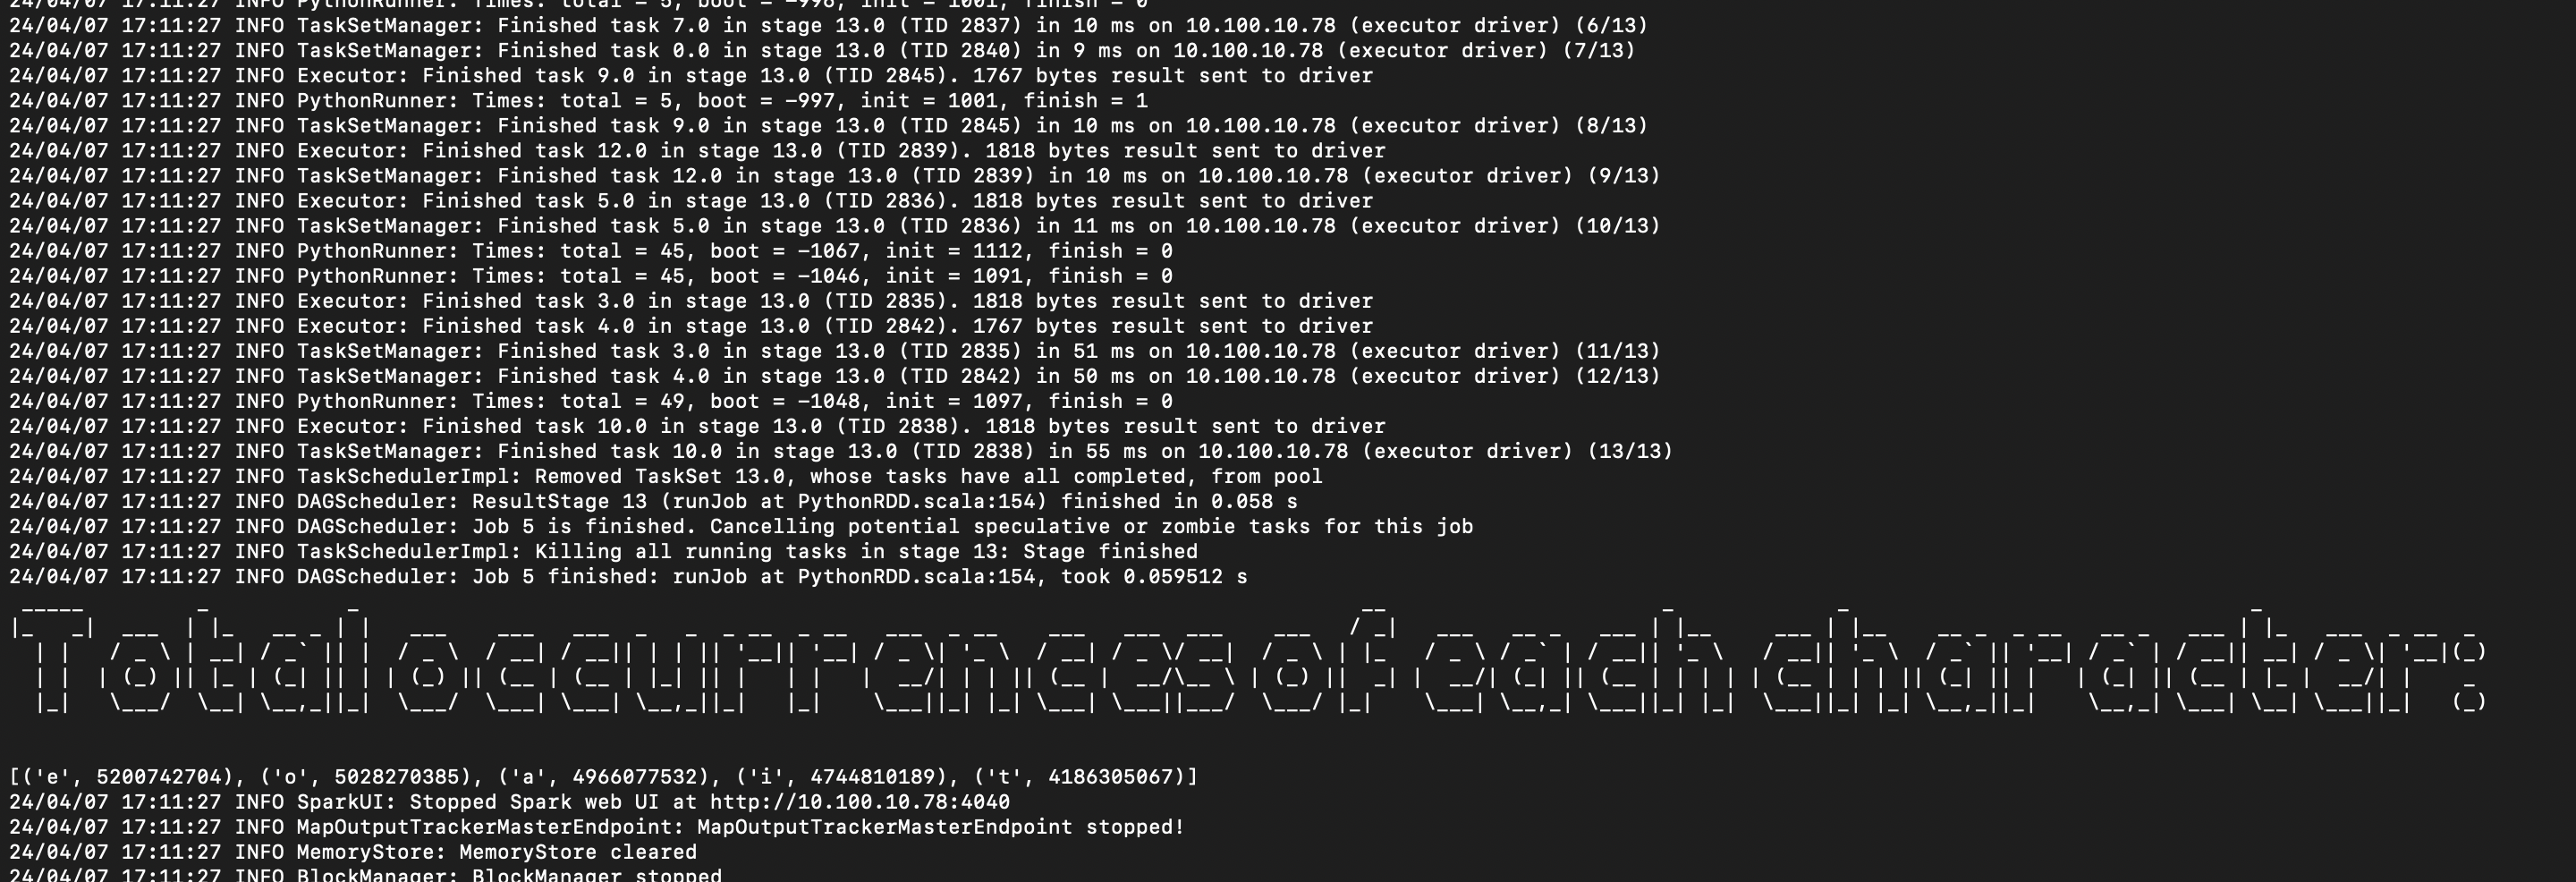 24/04/07 17:11:27 INFO PythonRunner: Times: total = 5, boot = -996, init = 1001, finish = 0
24/04/07 17:11:27 INFO TaskSetManager: Finished task 7.0 in stage 13.0 (TID 2837) in 10 ms on 10.100.10.78 (executor driver) (6/13)
24/04/07 17:11:27 INFO TaskSetManager: Finished task 0.0 in stage 13.0 (TID 2840) in 9 ms on 10.100.10.78 (executor driver) (7/13)
24/04/07 17:11:27 INFO Executor: Finished task 9.0 in stage 13.0 (TID 2845). 1767 bytes result sent to driver
24/04/07 17:11:27 INFO PythonRunner: Times: total = 5, boot = -997, init = 1001, finish = 1
24/04/07 17:11:27 INFO TaskSetManager: Finished task 9.0 in stage 13.0 (TID 2845) in 10 ms on 10.100.10.78 (executor driver) (8/13)
24/04/07 17:11:27 INFO Executor: Finished task 12.0 in stage 13.0 (TID 2839). 1818 bytes result sent to driver
24/04/07 17:11:27 INFO TaskSetManager: Finished task 12.0 in stage 13.0 (TID 2839) in 10 ms on 10.100.10.78 (executor driver) (9/13)
24/04/07 17:11:27 INFO Executor: Finished task 5.0 in stage 13.0 (TID 2836). 1818 bytes result sent to driver
24/04/07 17:11:27 INFO TaskSetManager: Finished task 5.0 in stage 13.0 (TID 2836) in 11 ms on 10.100.10.78 (executor driver) (10/13)
24/04/07 17:11:27 INFO PythonRunner: Times: total = 45, boot = -1067, init = 1112, finish = 0
24/04/07 17:11:27 INFO PythonRunner: Times: total = 45, boot = -1046, init = 1091, finish = 0
24/04/07 17:11:27 INFO Executor: Finished task 3.0 in stage 13.0 (TID 2835). 1818 bytes result sent to driver
24/04/07 17:11:27 INFO Executor: Finished task 4.0 in stage 13.0 (TID 2842). 1767 bytes result sent to driver
24/04/07 17:11:27 INFO TaskSetManager: Finished task 3.0 in stage 13.0 (TID 2835) in 51 ms on 10.100.10.78 (executor driver) (11/13)
24/04/07 17:11:27 INFO TaskSetManager: Finished task 4.0 in stage 13.0 (TID 2842) in 50 ms on 10.100.10.78 (executor driver) (12/13)
24/04/07 17:11:27 INFO PythonRunner: Times: total = 49, boot = -1048, init = 1097, finish = 0
24/04/07 17:11:27 INFO Executor: Finished task 10.0 in stage 13.0 (TID 2838). 1818 bytes result sent to driver
24/04/07 17:11:27 INFO TaskSetManager: Finished task 10.0 in stage 13.0 (TID 2838) in 55 ms on 10.100.10.78 (executor driver) (13/13)
24/04/07 17:11:27 INFO TaskSchedulerImpl: Removed TaskSet 13.0, whose tasks have all completed, from pool
24/04/07 17:11:27 INFO DAGScheduler: ResultStage 13 (runJob at PythonRDD.scala:154) finished in 0.058 s
24/04/07 17:11:27 INFO DAGScheduler: Job 5 is finished. Cancelling potential speculative or zombie tasks for this job
24/04/07 17:11:27 INFO TaskSchedulerImpl: Killing all running tasks in stage 13: Stage finished
24/04/07 17:11:27 INFO DAGScheduler: Job 5 finished: runJob at PythonRDD.scala:154, took 0.059512 s
Total occurrences of each character:
[('e', 5200742704), ('o', 5028270385), ('a', 4966077532), ('i', 4744810189), ('t', 4186305067)]
24/04/07 17:11:27 INFO SparkUI: Stopped Spark web UI at http://10.100.10.78:4040
24/04/07 17:11:27 INFO MapOutputTrackerMasterEndpoint: MapOutputTrackerMasterEndpoint stopped!
24/04/07 17:11:27 INFO MemoryStore: MemoryStore cleared
24/04/07 17:11:27 INFO BlockManager: BlockManager stopped